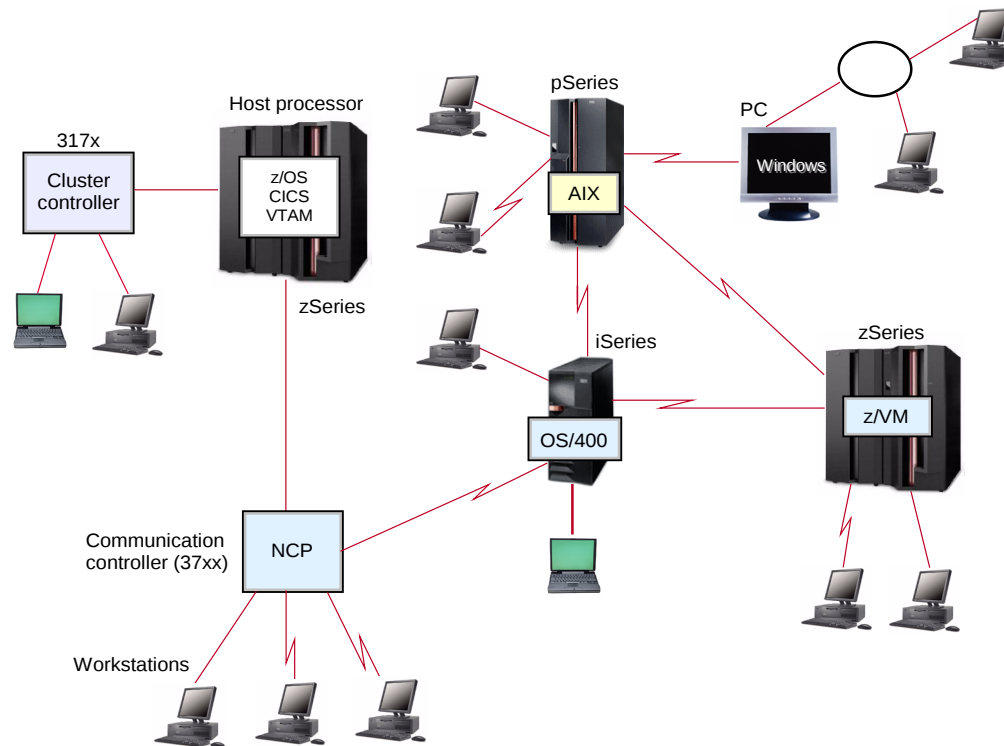 pSeries
PC
Host processor
317x
Cluster
controller
z/OS
CICS
VTAM
AIX
Windows
zSeries
iSeries
zSeries
z/VM
OS/400
Communication
controller (37xx)
NCP
Workstations